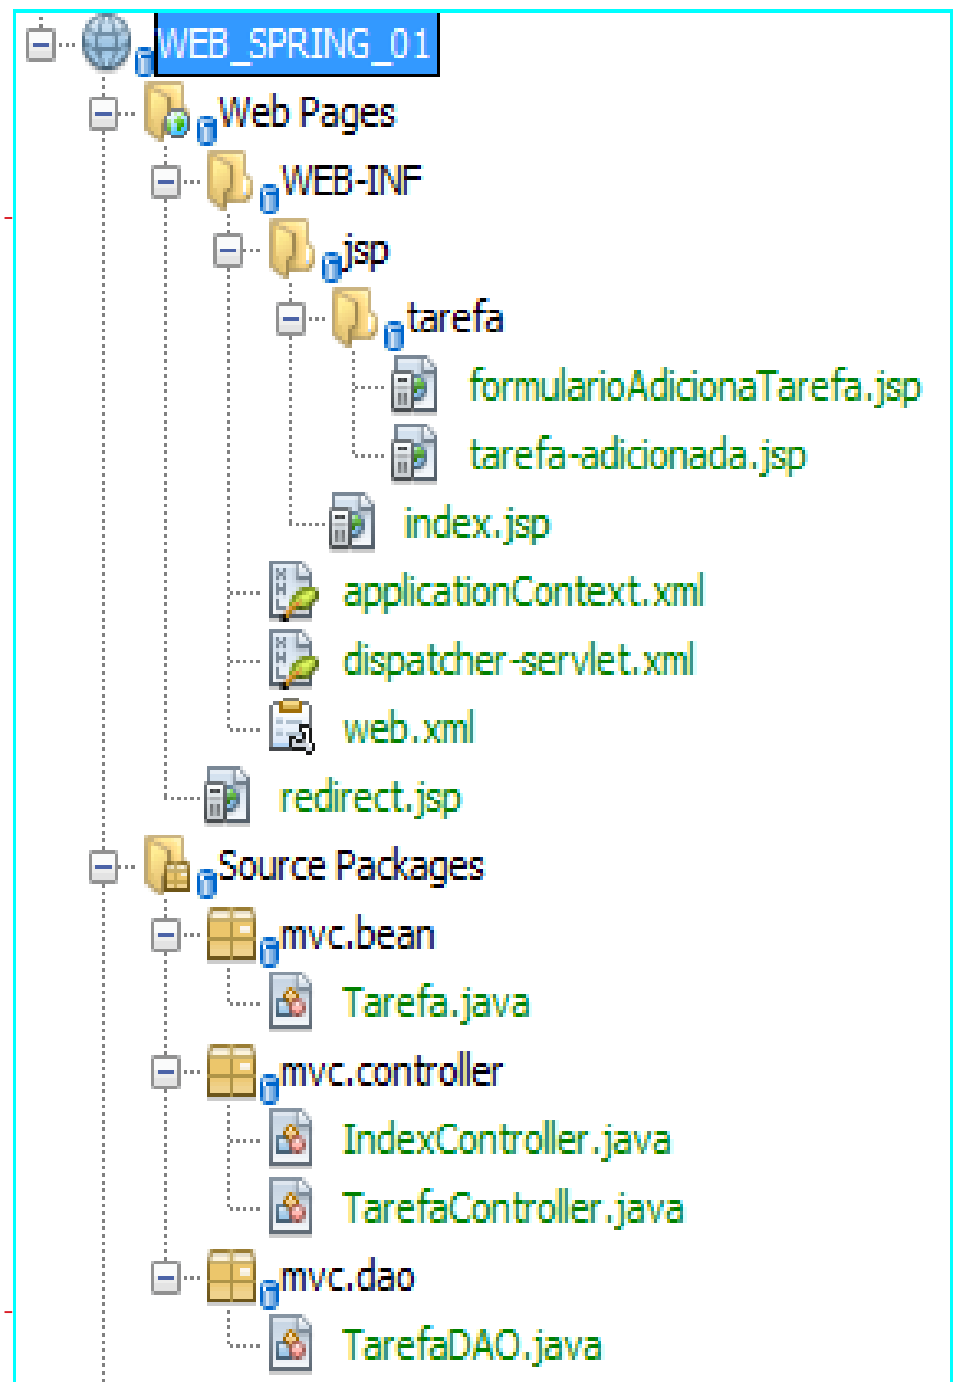 WEB_SPRING_01
Web Pages
WEB-INF
jsp
tarefa
formularioAdicionaTarefa.jsp
tarefa-adicionada.jsp
index.jsp
applicationContext.xml
dispatcher-servlet.xml
web.xml
redirect.jsp
Source Packages
mvc.bean
Tarefa.java
mvc.controller
IndexController.java
TarefaController.java
mvc.dao
TarefaDAO.java